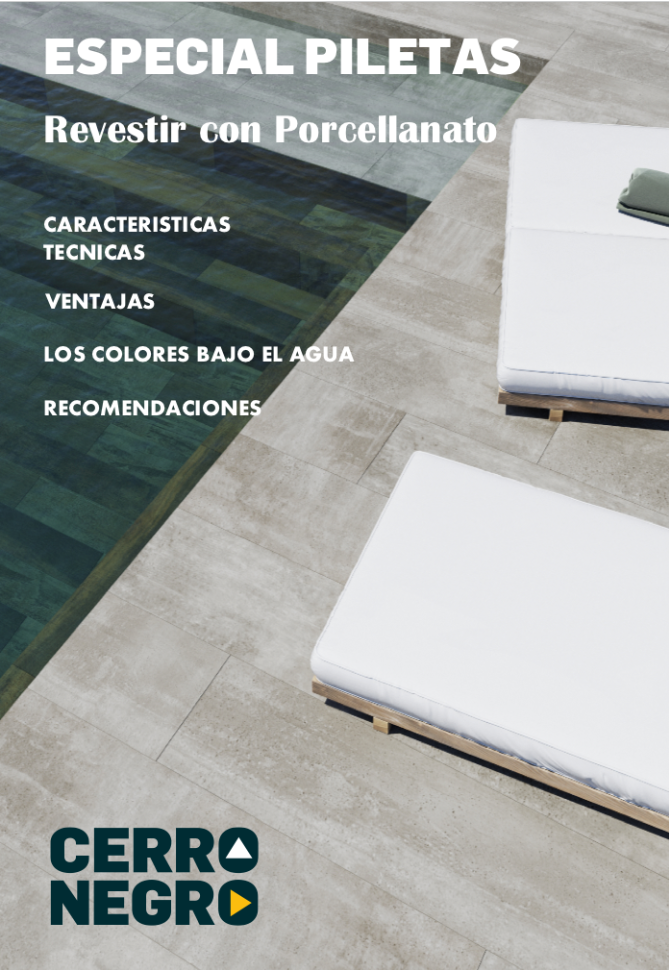 ESPECIAL PILETAS
Revestir con Porcellanato
CARACTERISTICAS
TECNICAS
VENTAJAS
LOS COLORES BAJO EL AGUA
RECOMENDACIONES
CERRO
NEGRO